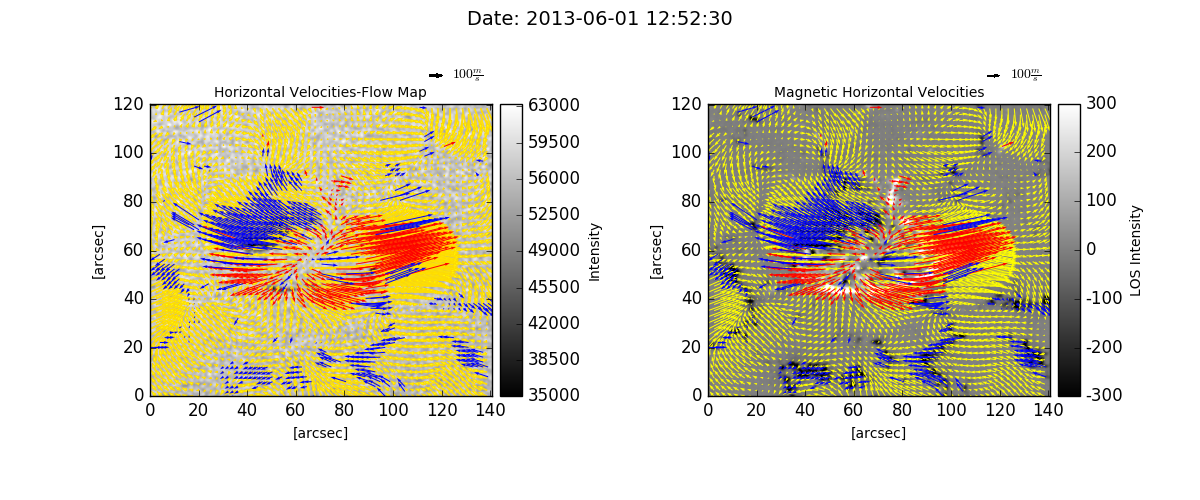 Date: 2013-06-01 12:52:30
100 m/s
100 m/s
Horizontal Velocities-Flow Map
Magnetic Horizontal Velocities
120
100
80
60
40
20
0
[arcsec]
0 20 40 60 80 100 120 140
[arcsec]
63000
59500
56000
52500
49000
45500
42000
38500
35000
Intensity
120
100
80
60
40
20
0
[arcsec]
0 20 40 60 80 100 120 140
[arcsec]
300
200
100
0
-100
-200
-300
LOS Intensity